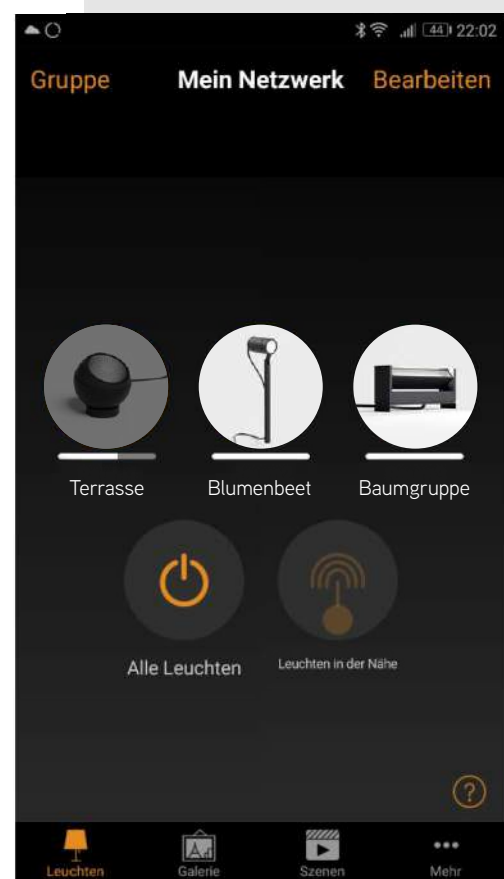 44 22:02
Gruppe Mein Netzwerk Bearbeiten
Terrasse Blumenbeet Baumgruppe
Alle Leuchten Leuchten in der Nähe
?
Leuchten Galerie Szenen Mehr